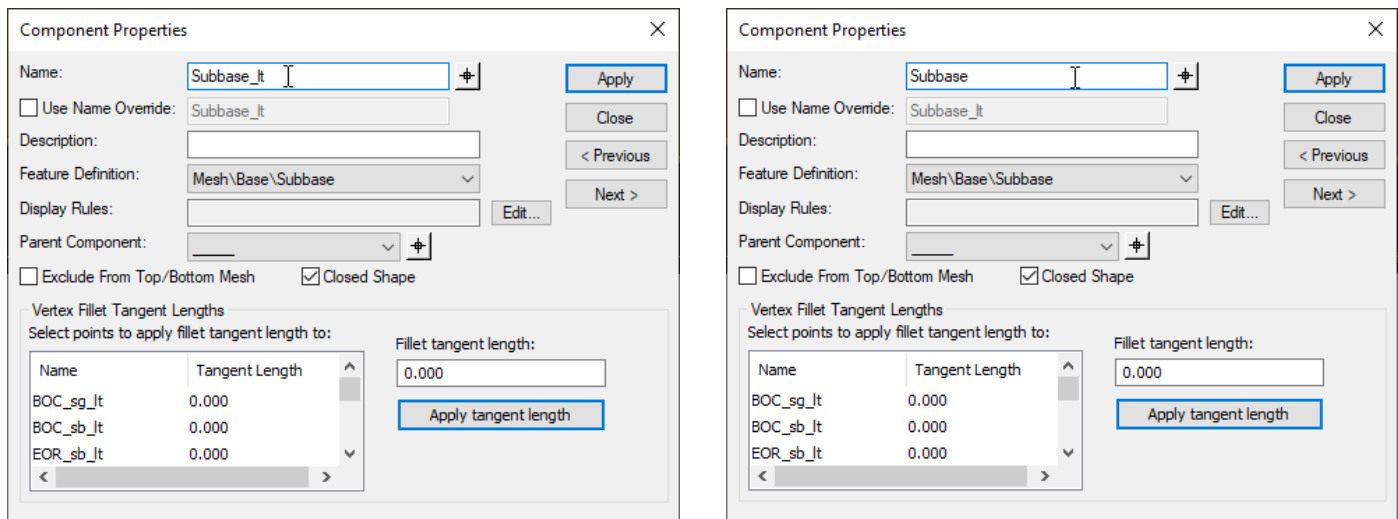 Component Properties
Name:
Subbase_lt
Apply
Use Name Override:
Subbase_lt
Close
Description:
< Previous
Feature Definition:
Mesh\Base\Subbase
Next >
Display Rules:
Edit...
Parent Component:
Exclude From Top/Bottom Mesh
Closed Shape
Vertex Fillet Tangent Lengths
Select points to apply fillet tangent length to:
Fillet tangent length:
Name Tangent Length
0.000
BOC_sg_lt 0.000
Apply tangent length
BOC_sb_lt 0.000
EOR_sb_lt 0.000
Component Properties
Name:
Subbase
Apply
Use Name Override:
Subbase_lt
Close
Description:
< Previous
Feature Definition:
Mesh\Base\Subbase
Next >
Display Rules:
Edit...
Parent Component:
Exclude From Top/Bottom Mesh
Closed Shape
Vertex Fillet Tangent Lengths
Select points to apply fillet tangent length to:
Fillet tangent length:
Name Tangent Length
0.000
BOC_sg_lt 0.000
Apply tangent length
BOC_sb_lt 0.000
EOR_sb_lt 0.000